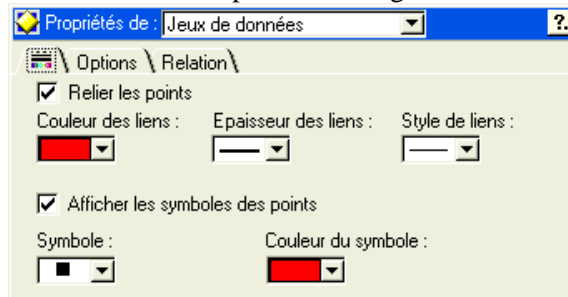 Propriétés de : Jeux de données ?
Options Relation
Relier les points
Couleur des liens : Epaisseur des liens : Style de liens :
Afficher les symboles des points
Symbole : Couleur du symbole :